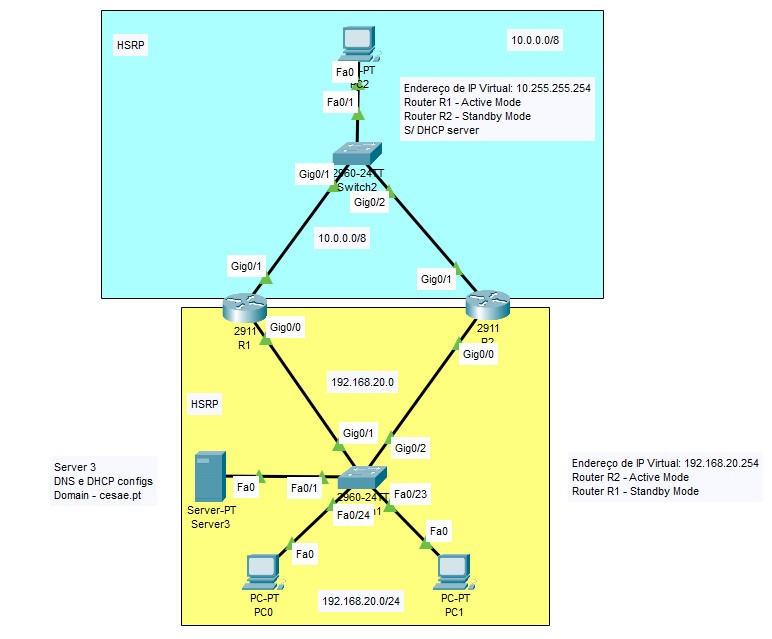 HSRP
10.0.0.0/8
Fa0
-PT
PC2
Fa0/1
Endereço de IP Virtual: 10.255.255.254
Router R1 - Active Mode
Router R2 - Standby Mode
S/ DHCP server
Gig0/1
2960-24TT
Switch2
Gig0/2
10.0.0.0/8
Gig0/1
Gig0/1
2911
R1
2911
R2
Gig0/0
Gig0/0
192.168.20.0
HSRP
Gig0/1
Gig0/2
Server 3
DNS e DHCP configs
Domain - cesae.pt
Endereço de IP Virtual: 192.168.20.254
Router R2 - Active Mode
Router R1 - Standby Mode
Fa0
Fa0/1
2960-24TT
Fa0/23
Fa0/24
Server-PT
Server3
Fa0
Fa0
PC-PT
PC0
192.168.20.0/24
PC-PT
PC1